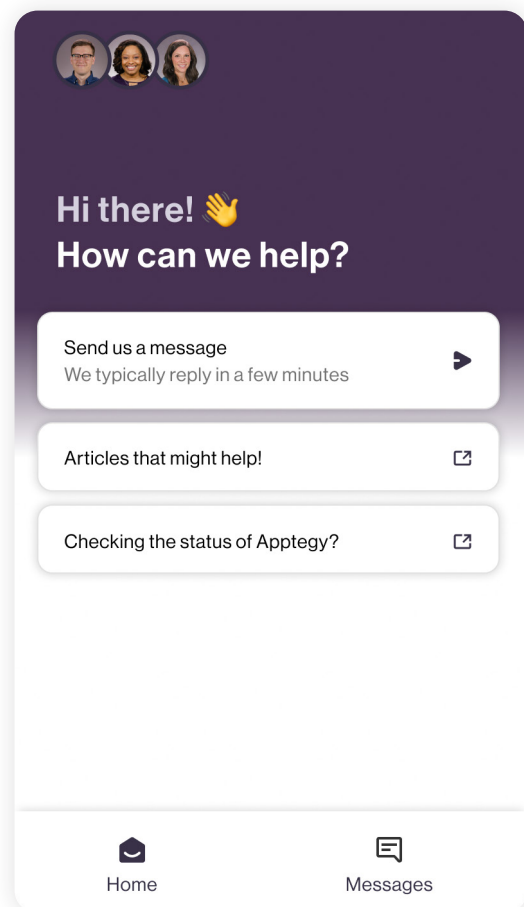 Hi there! 👋
How can we help?
Send us a message
We typically reply in a few minutes
Articles that might help!
Checking the status of Apptegy?
Home
Messages